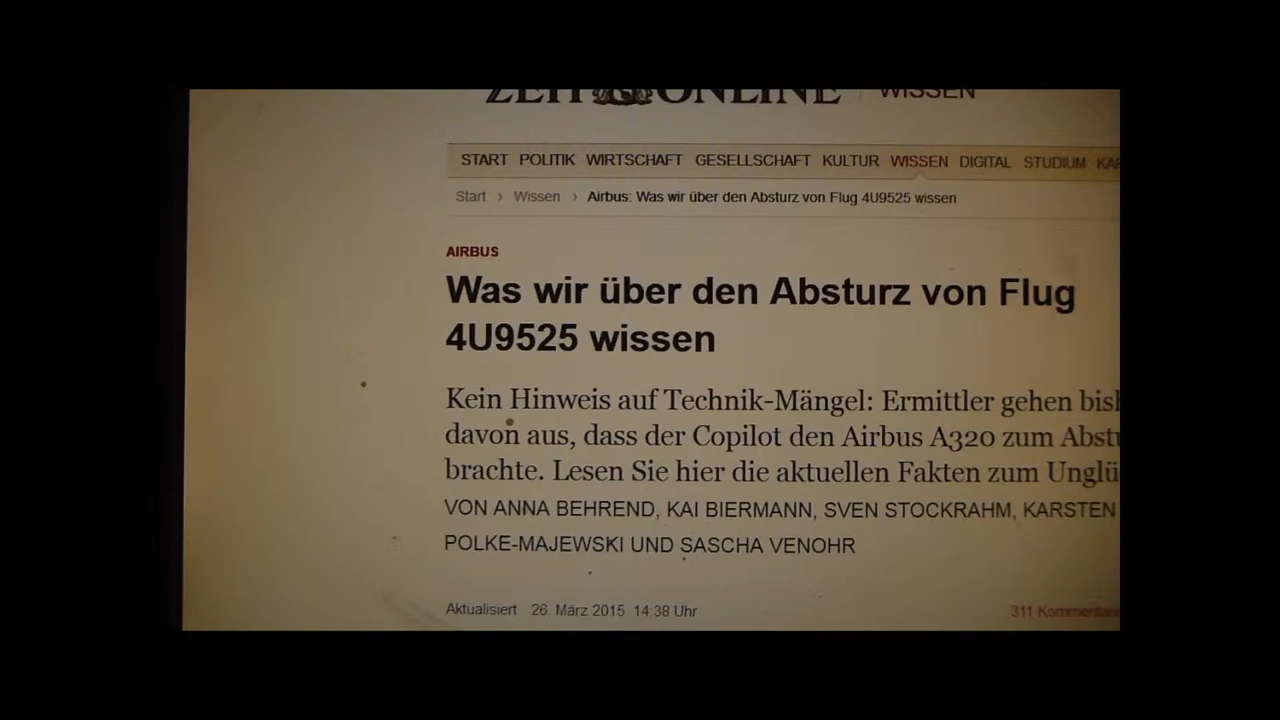 ZEIT ONLINE WISSEN
START POLITIK WIRTSCHAFT GESELLSCHAFT KULTUR WISSEN DIGITAL STUDIUM KAR
Start › Wissen › Airbus: Was wir über den Absturz von Flug 4U9525 wissen
AIRBUS
Was wir über den Absturz von Flug
4U9525 wissen
Kein Hinweis auf Technik-Mängel: Ermittler gehen bish
davon aus, dass der Copilot den Airbus A320 zum Abstu
brachte. Lesen Sie hier die aktuellen Fakten zum Unglü
VON ANNA BEHREND, KAI BIERMANN, SVEN STOCKRAHM, KARSTEN
POLKE-MAJEWSKI UND SASCHA VENOHR
Aktualisiert 26. März 2015 14:38 Uhr
311 Kommentare